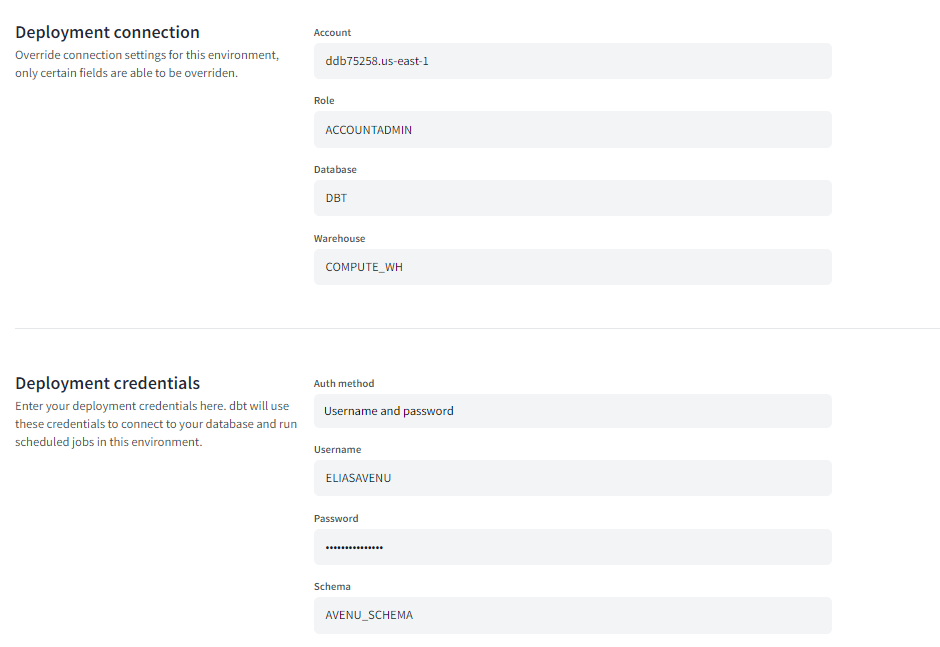 Deployment connection
Override connection settings for this environment,
only certain fields are able to be overriden.
Account
ddb75258.us-east-1
Role
ACCOUNTADMIN
Database
DBT
Warehouse
COMPUTE_WH
Deployment credentials
Enter your deployment credentials here. dbt will use
these credentials to connect to your database and run
scheduled jobs in this environment.
Auth method
Username and password
Username
ELIASAVENU
Password
•••••••••••••••
Schema
AVENU_SCHEMA